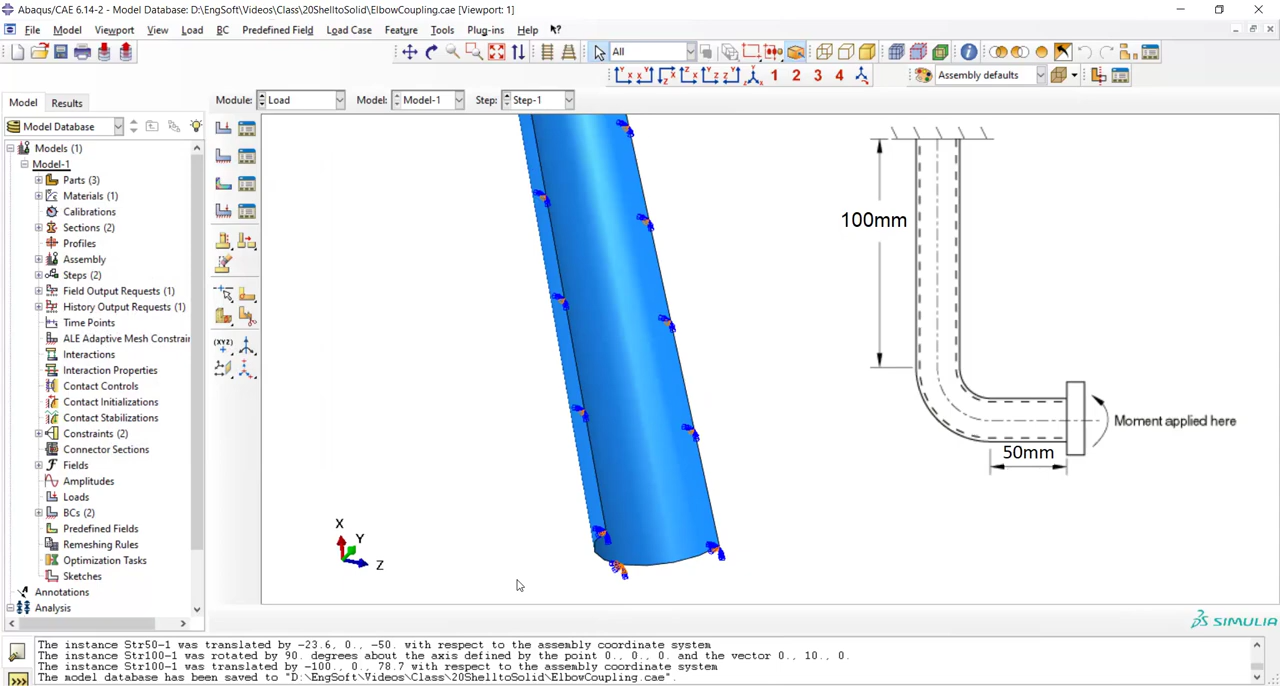 Abaqus/CAE 6.14-2 - Model Database: D:\EngSoft\Videos\Class\20ShelltoSolid\ElbowCoupling.cae [Viewport: 1]
File Model Viewport View Load BC Predefined Field Load Case Feature Tools Plug-ins Help
All
1 2 3 4
Assembly defaults
Model Results
Module: Load Model: Model-1 Step: Step-1
Model Database
Models (1)
Model-1
Parts (3)
Materials (1)
Calibrations
Sections (2)
Profiles
Assembly
Steps (2)
Field Output Requests (1)
History Output Requests (1)
Time Points
ALE Adaptive Mesh Constrai
Interactions
Interaction Properties
Contact Controls
Contact Initializations
Contact Stabilizations
Constraints (2)
Connector Sections
Fields
Amplitudes
Loads
BCs (2)
Predefined Fields
Remeshing Rules
Optimization Tasks
Sketches
Annotations
Analysis
(XYZ)
100mm
Moment applied here
50mm
X
Y
Z
SIMULIA
The instance Str50-1 was translated by -23.6, 0., -50. with respect to the assembly coordinate system
The instance Str100-1 was rotated by 90. degrees about the axis defined by the point 0., 0., 0. and the vector 0., 10., 0.
The instance Str100-1 was translated by -100., 0., 78.7 with respect to the assembly coordinate system
The model database has been saved to "D:\EngSoft\Videos\Class\20ShelltoSolid\ElbowCoupling.cae".
>>>